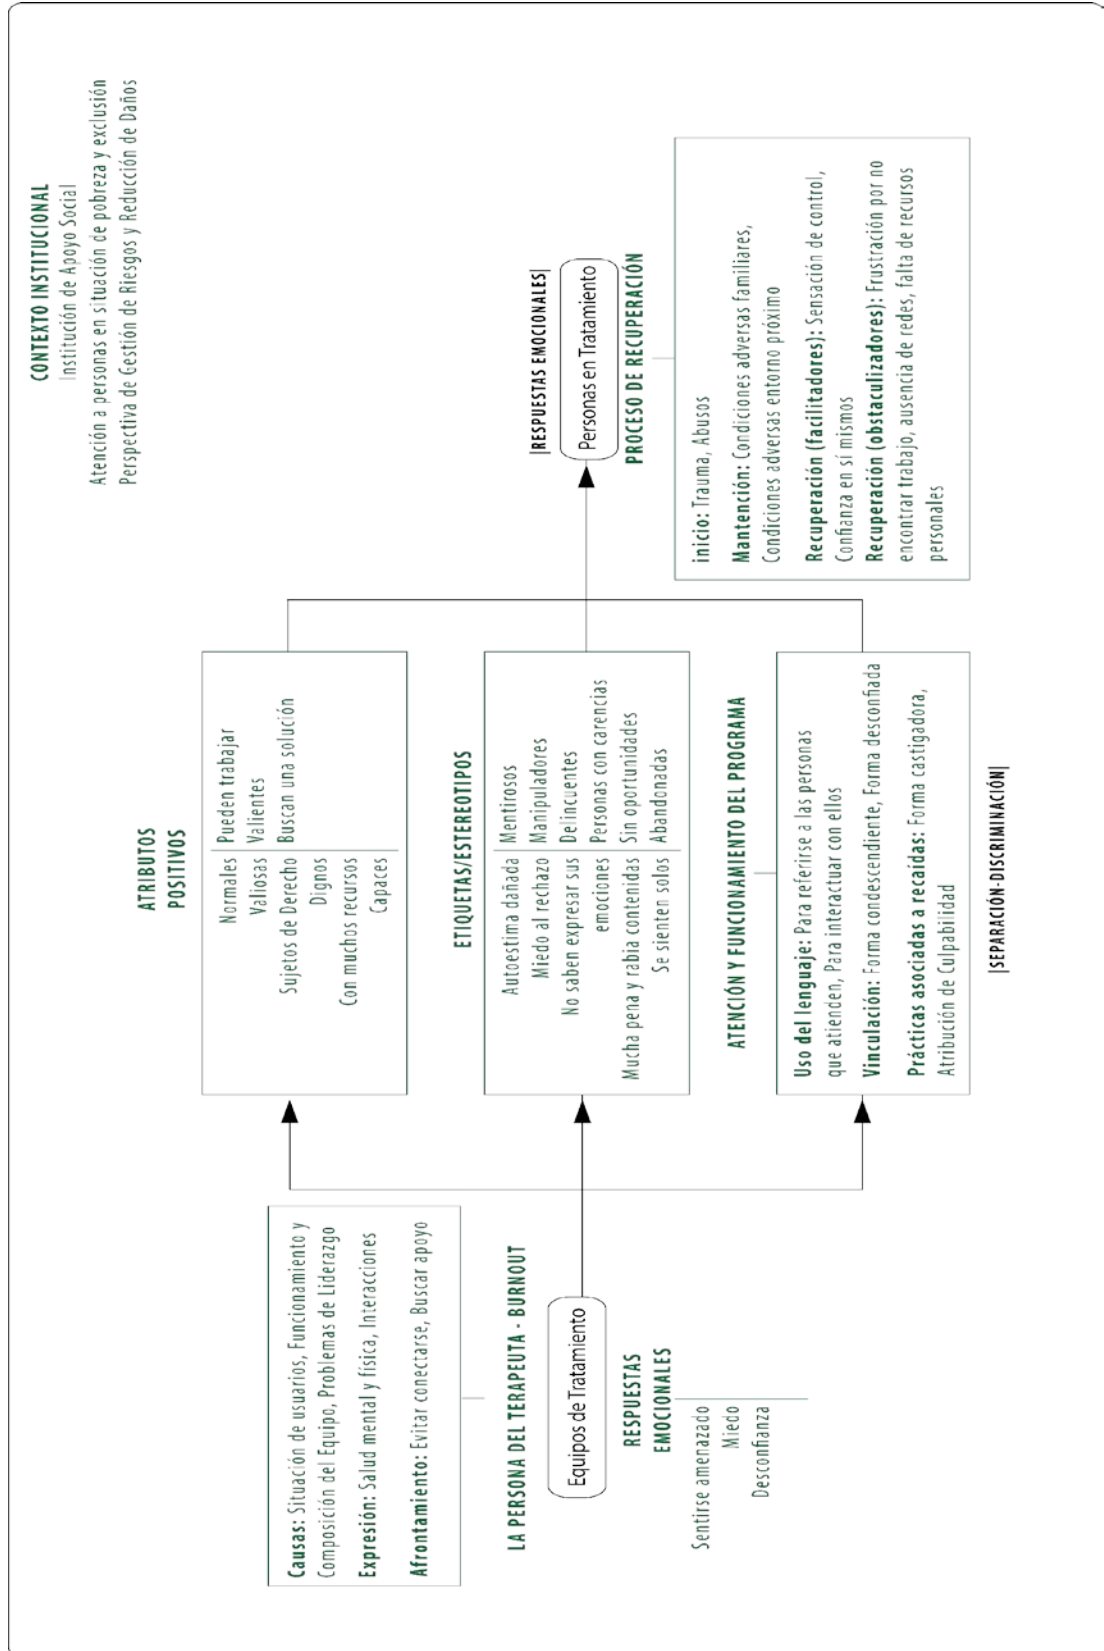 CONTEXTO INSTITUCIONAL
Institución de Apoyo Social
Atención a personas en situación de pobreza y exclusión
Perspectiva de Gestión de Riesgos y Reducción de Daños
Causas: Situación de usuarios, Funcionamiento y
Composición del Equipo, Problemas de Liderazgo
Expresión: Salud mental y física, Interacciones
Afrontamiento: Evitar conectarse, Buscar apoyo
LA PERSONA DEL TERAPEUTA - BURNOUT
Equipos de Tratamiento
RESPUESTAS
EMOCIONALES
Sentirse amenazado
Miedo
Desconfianza
ATRIBUTOS
POSITIVOS
Normales
Valiosas
Sujetos de Derecho
Dignos
Con muchos recursos
Capaces
Pueden trabajar
Valientes
Buscan una solución
ETIQUETAS/ESTEREOTIPOS
Autoestima dañada
Miedo al rechazo
No saben expresar sus
emociones
Mucha pena y rabia contenidas
Se sienten solos
Mentirosos
Manipuladores
Delincuentes
Personas con carencias
Sin oportunidades
Abandonadas
ATENCIÓN Y FUNCIONAMIENTO DEL PROGRAMA
Uso del lenguaje: Para referirse a las personas
que atienden, Para interactuar con ellos
Vinculación: Forma condescendiente, Forma desconfiada
Prácticas asociadas a recaídas: Forma castigadora,
Atribución de Culpabilidad
|SEPARACIÓN-DISCRIMINACIÓN|
|RESPUESTAS EMOCIONALES|
Personas en Tratamiento
PROCESO DE RECUPERACIÓN
inicio: Trauma, Abusos
Mantención: Condiciones adversas familiares,
Condiciones adversas entorno próximo
Recuperación (facilitadores): Sensación de control,
Confianza en sí mismos
Recuperación (obstaculizadores): Frustración por no
encontrar trabajo, ausencia de redes, falta de recursos
personales